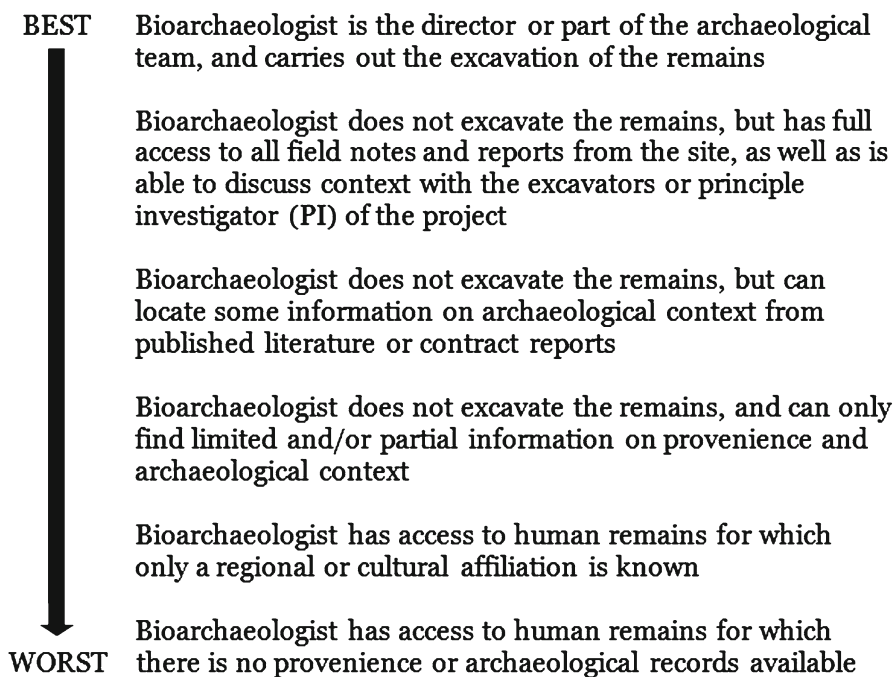 BEST Bioarchaeologist is the director or part of the archaeological
team, and carries out the excavation of the remains
Bioarchaeologist does not excavate the remains, but has full
access to all field notes and reports from the site, as well as is
able to discuss context with the excavators or principle
investigator (PI) of the project
Bioarchaeologist does not excavate the remains, but can
locate some information on archaeological context from
published literature or contract reports
Bioarchaeologist does not excavate the remains, and can only
find limited and/or partial information on provenience and
archaeological context
Bioarchaeologist has access to human remains for which
only a regional or cultural affiliation is known
Bioarchaeologist has access to human remains for which
WORST there is no provenience or archaeological records available